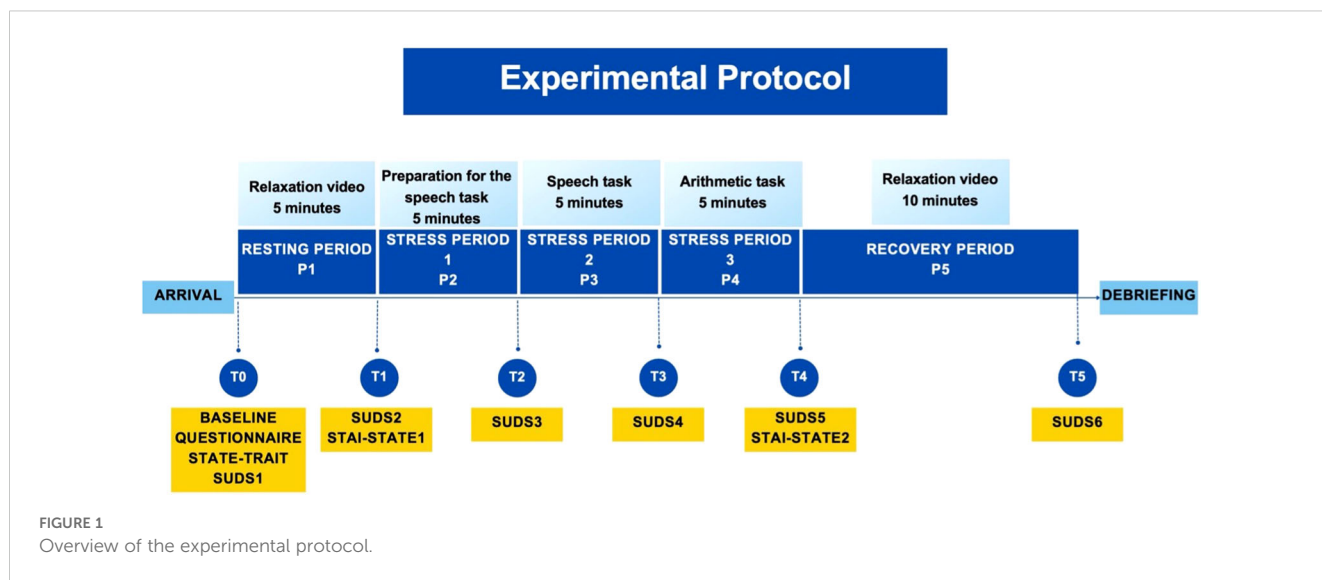 Experimental Protocol
Relaxation video
5 minutes
Preparation for the
speech task
5 minutes
Speech task
5 minutes
Arithmetic task
5 minutes
Relaxation video
10 minutes
RESTING PERIOD
P1
STRESS PERIOD
1
P2
STRESS PERIOD
2
P3
STRESS PERIOD
3
P4
RECOVERY PERIOD
P5
ARRIVAL
DEBRIEFING
T0
T1
T2
T3
T4
T5
BASELINE
QUESTIONNAIRE
STATE-TRAIT
SUDS1
SUDS2
STAI-STATE1
SUDS3
SUDS4
SUDS5
STAI-STATE2
SUDS6
FIGURE 1
Overview of the experimental protocol.